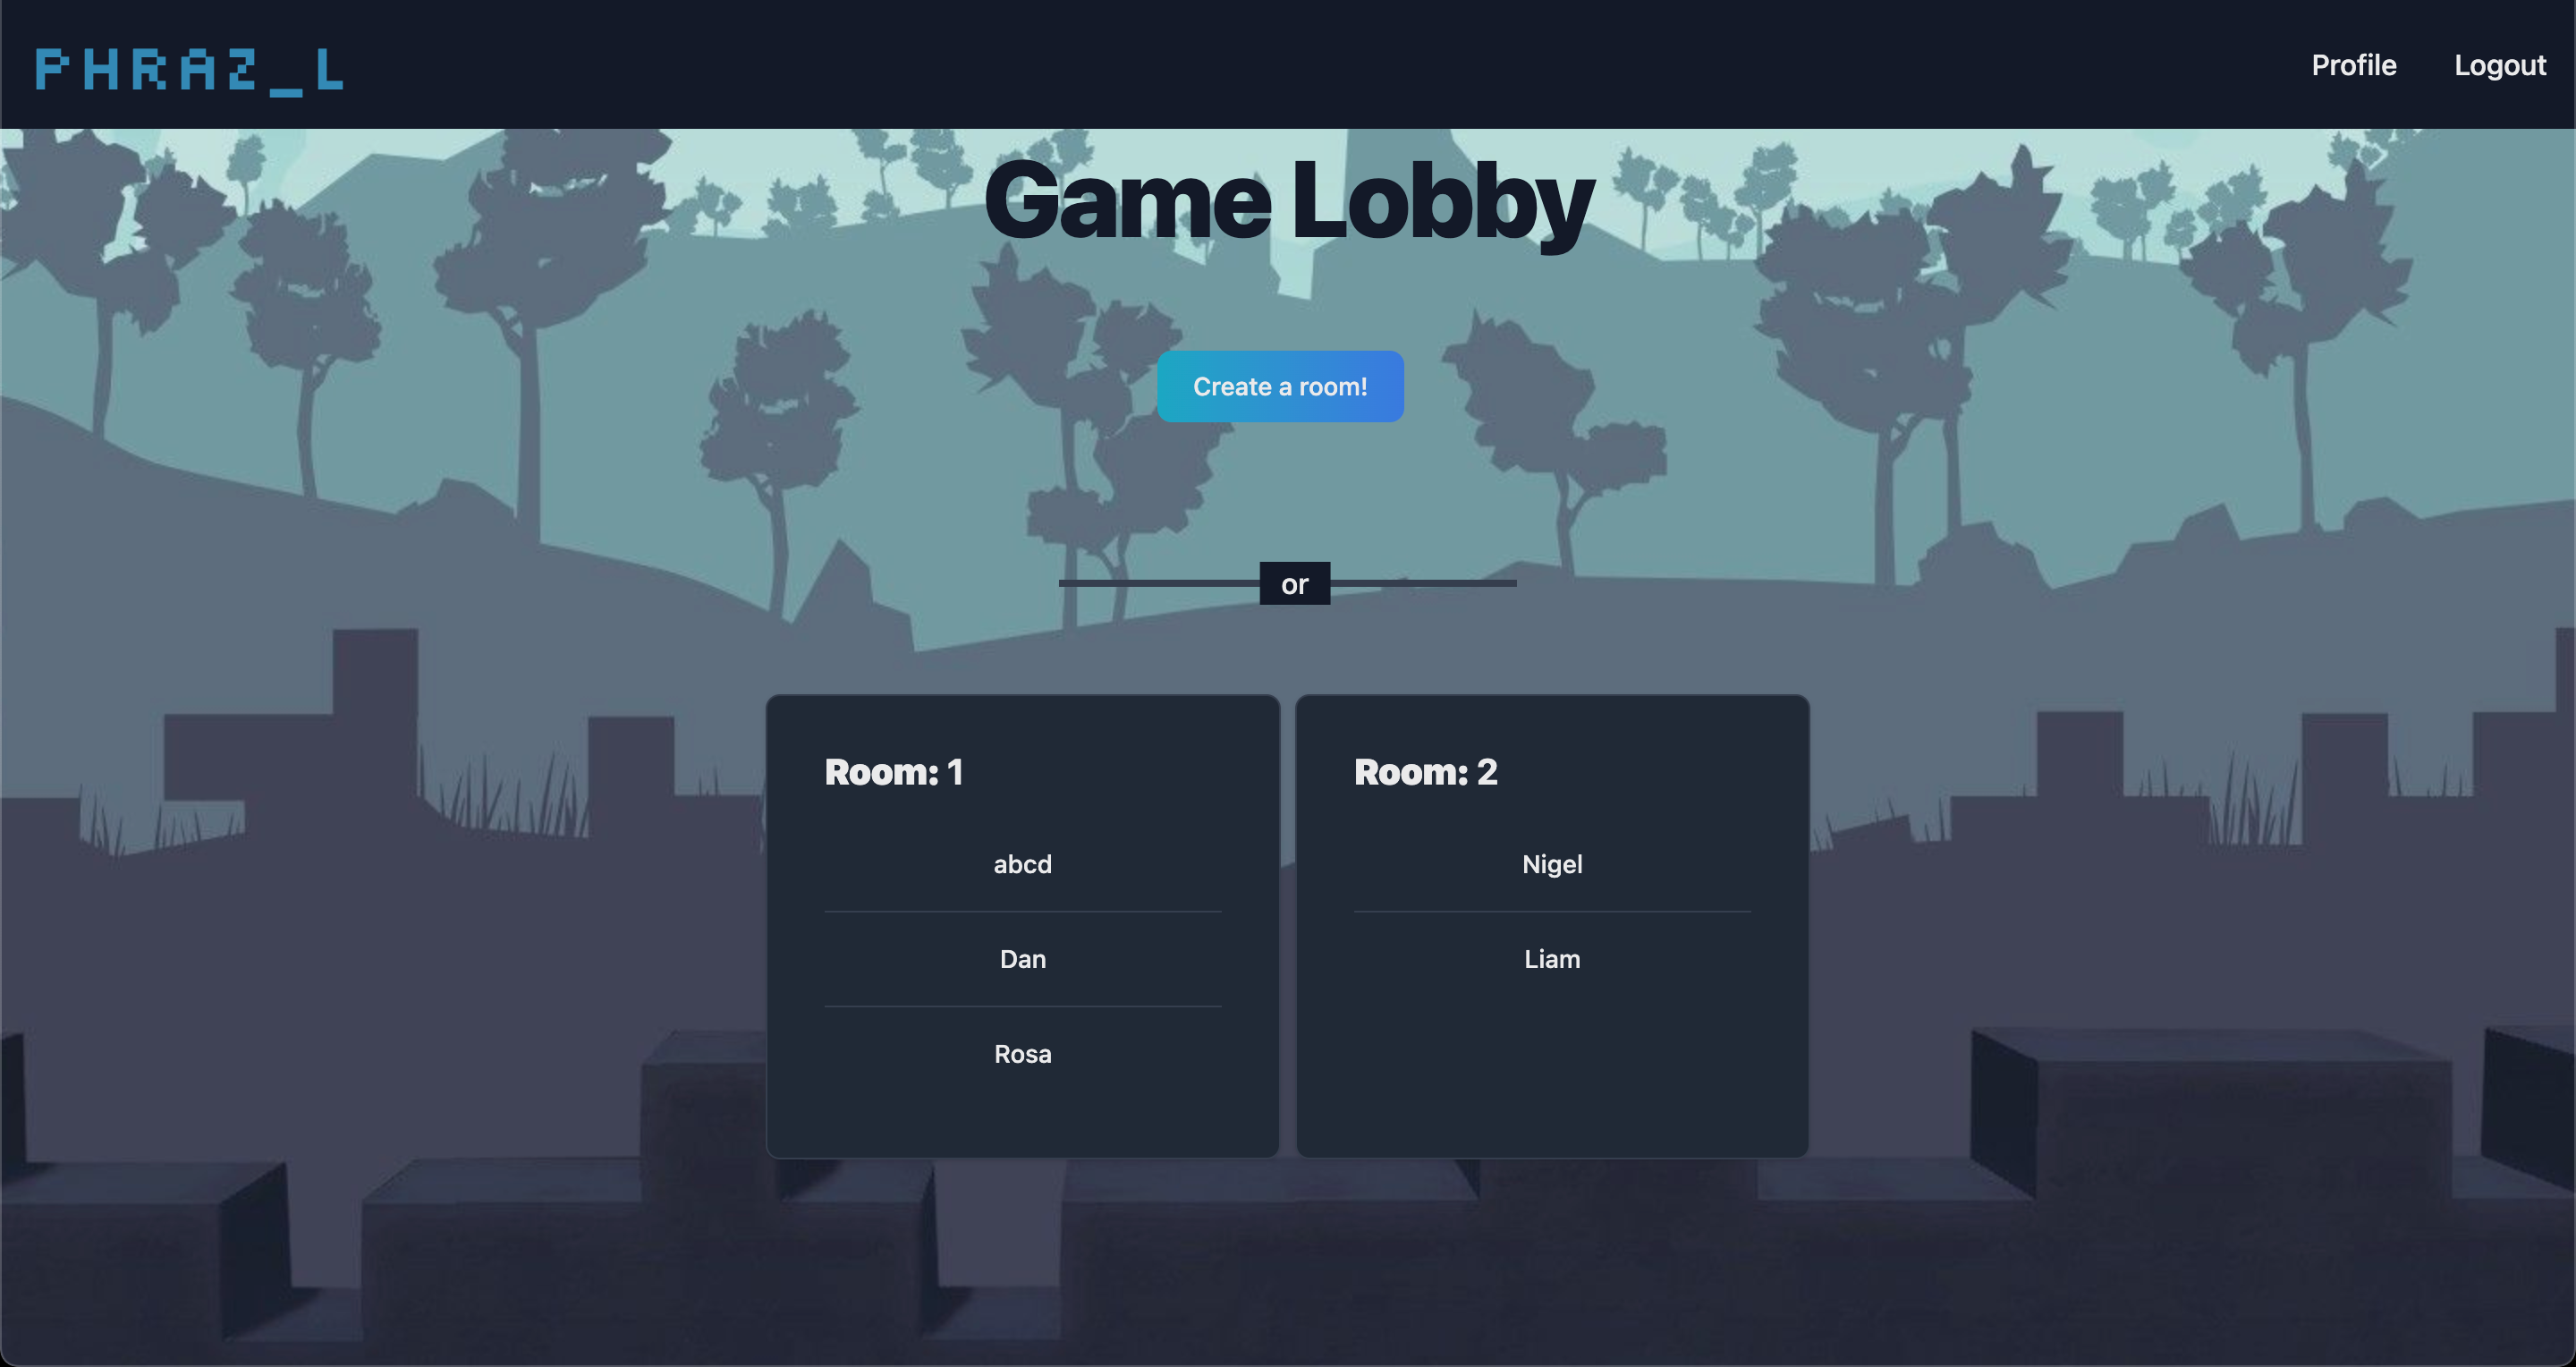 PHRAZ_L
Profile
Logout
Game Lobby
Create a room!
or
Room: 1
abcd
Dan
Rosa
Room: 2
Nigel
Liam